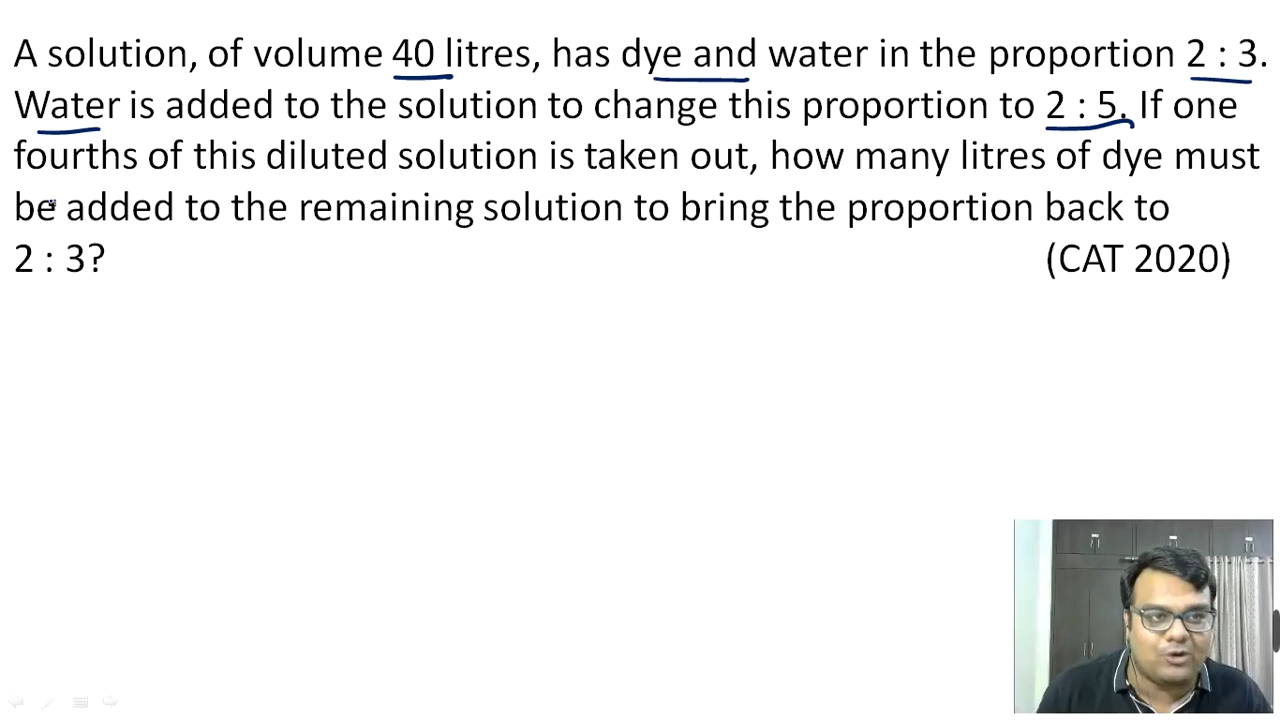 A solution, of volume 40 litres, has dye and water in the proportion 2 : 3.
Water is added to the solution to change this proportion to 2 : 5. If one
fourths of this diluted solution is taken out, how many litres of dye must
be added to the remaining solution to bring the proportion back to
2 : 3? (CAT 2020)